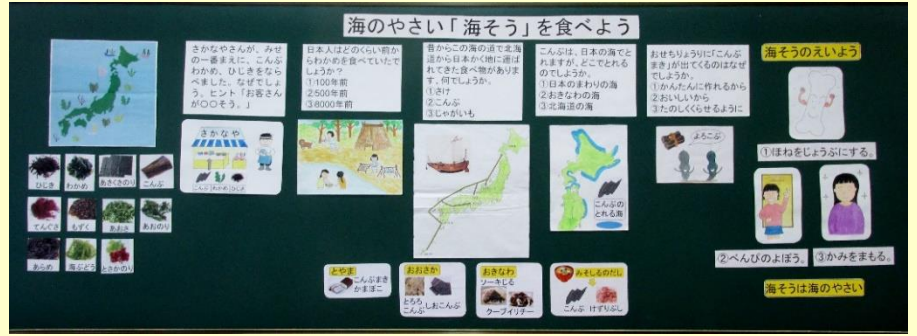 海のやさい「海そう」を食べよう
さかなやさんが、みせ
の一番まえに、こんぶ
わかめ、ひじきをなら
べました。なぜでしょ
う。ヒント「お客さん
が○○そう。」
日本人はどのくらい前か
らわかめを食べていたで
しょうか?
①100年前
②500年前
③8000年前
昔からこの海の道で北海
道から日本かく地に運ば
れてきた食べ物がありま
す、何でしょう。
①さけ
②こんぶ
③じゃがいも
こんぶは、日本の海でと
れますが、どこでとれる
のでしょうか。
①日本のまわりの海
②おきなわの海
③北海道の海
おせちりょうりに「こんぶ
まき」が出てくるのはなぜ
でしょうか。
①かんたんに作れるから
②おいしいから
③たのしくくらせるように
海そうのえいよう
ひじき
わかめ
あさくさのり
こんぶ
てんぐさ
もずく
あおさ
あおのり
あらめ
海ぶどう
とさかのり
さかなや
こんぶ
わかめ
ひじき
こんぶの
とれる海
よろこぶ
①ほねをじょうぶにする。
②べんぴのよぼう。
③かみをまもる。
海そうは海のやさい
とやま
こんぶまき
かまぼこ
おおさか
とろろ
こんぶ
しおこんぶ
おきなわ
ソーキじる
クーブイリチー
みそしるのだし
こんぶ
けずりぶし